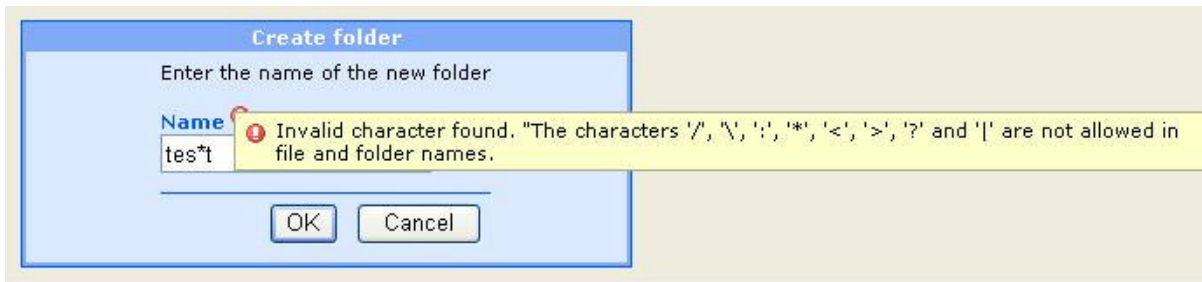 Create folder
Enter the name of the new folder
Name
Invalid character found. "The characters '/', '\', ':', '*', '<', '>', '?' and '|' are not allowed in
file and folder names.
tes*t
OK Cancel